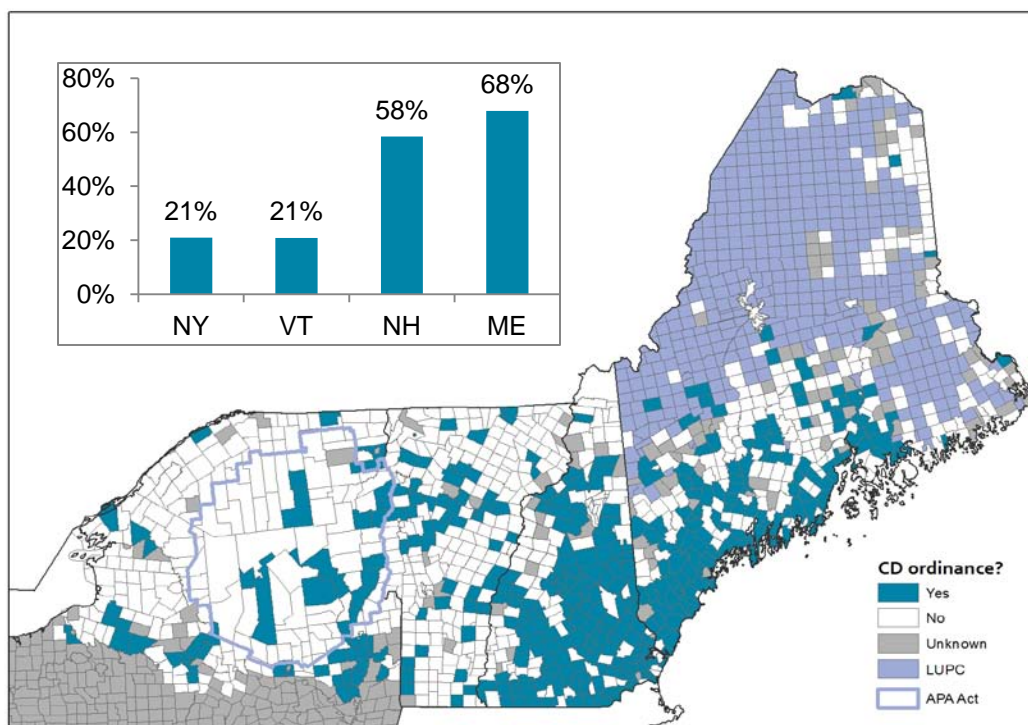 80%
60%
40%
20%
0%
21%
21%
58%
68%
NY VT NH ME
CD ordinance?
Yes
No
Unknown
LUPC
APA Act